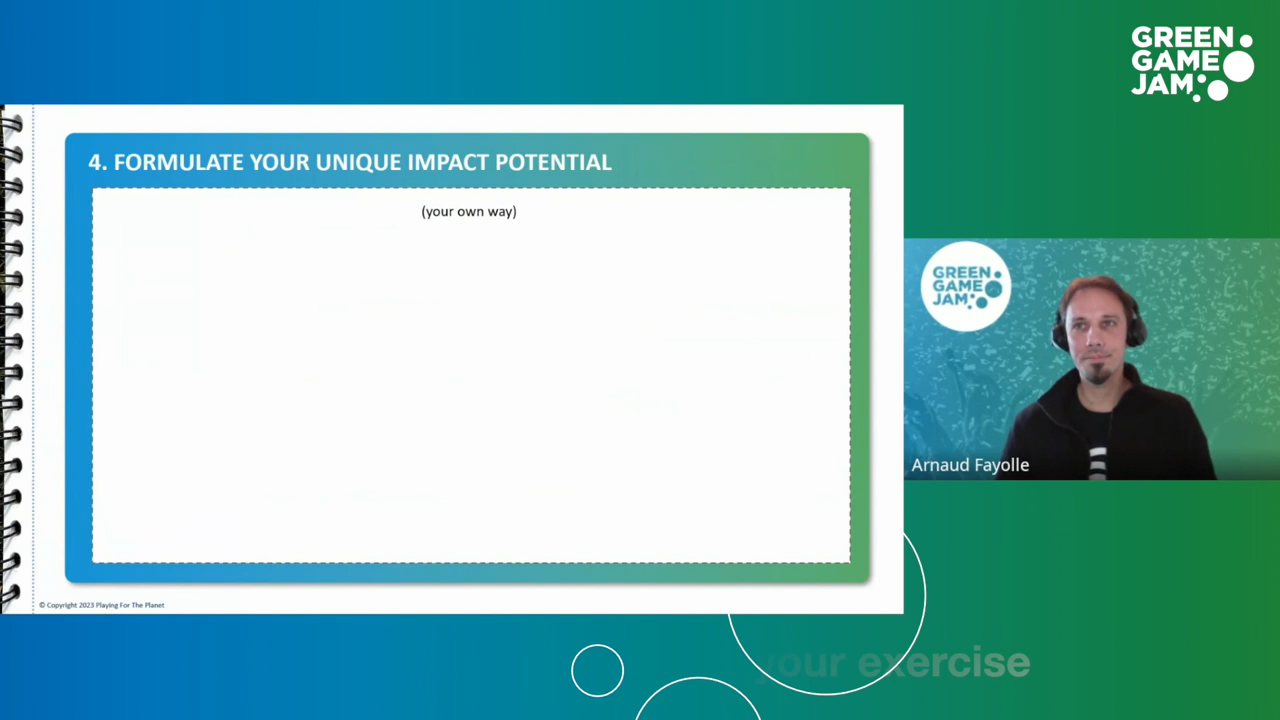 GREEN
GAME
JAM
4. FORMULATE YOUR UNIQUE IMPACT POTENTIAL
(your own way)
GREEN
GAME
JAM
Arnaud Fayolle
© Copyright 2023 Playing For The Planet
your exercise